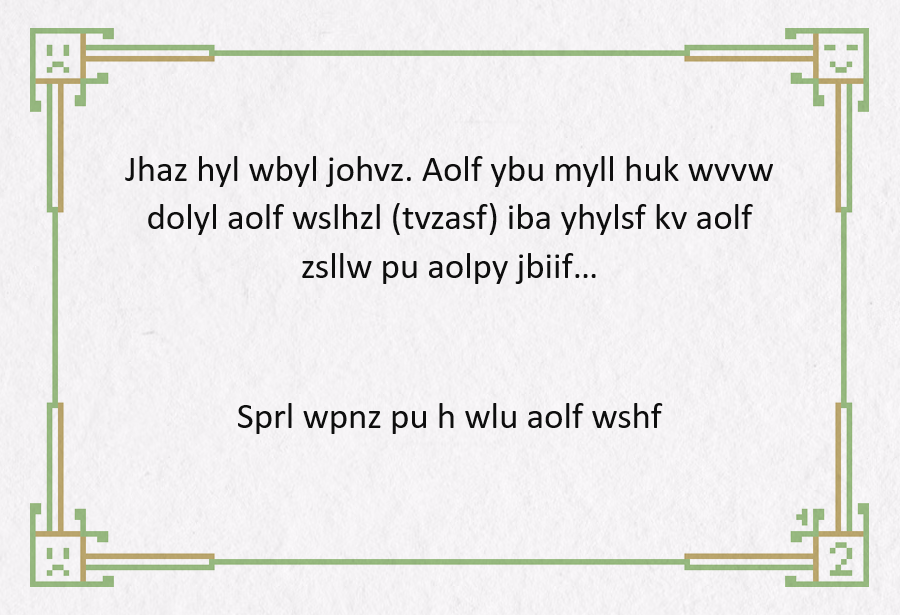 Jhaz hyl wbyl johvz. Aolf ybu myll huk wvvw
dolyl aolf wslhzl (tvzasf) iba yhylsf kv aolf
zsllw pu aolpy jbiif...
Sprl wpnz pu h wlu aolf wshf
2